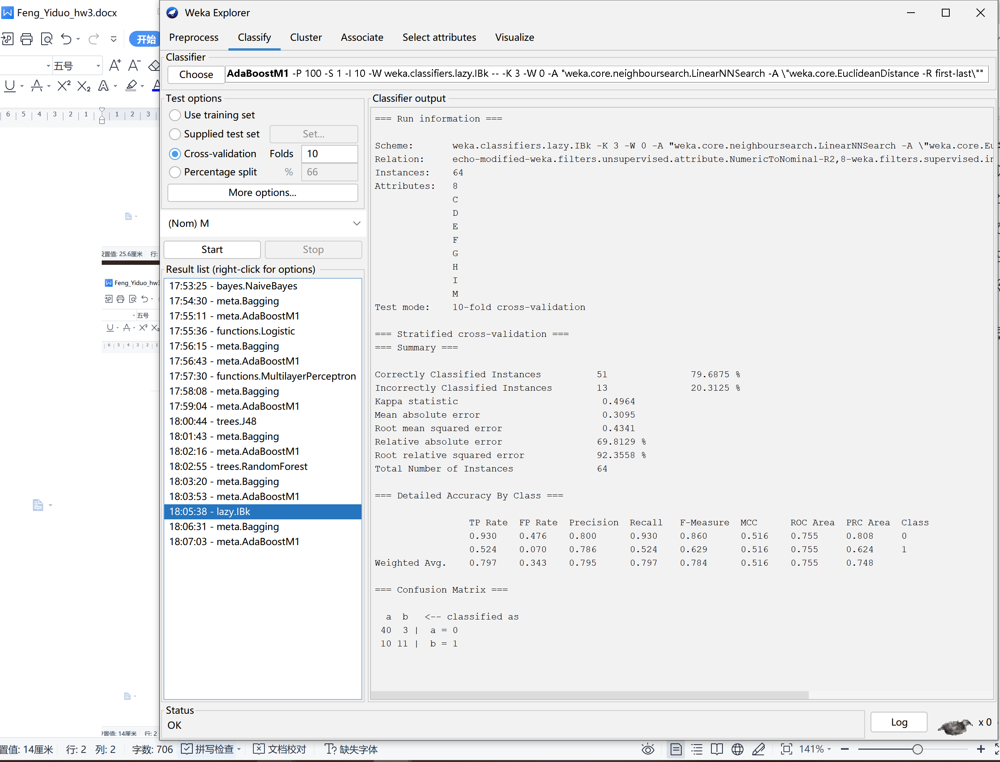 Feng_Yiduo_hw3.docx
开始
五号
6 5 4 3 2 1 1 2 3
设置值: 25.6厘米 行:
Feng_Yiduo_hw3
五号
6 5 4 3 2 1
设置值: 14厘米 行: 2
Weka Explorer
Preprocess Classify Cluster Associate Select attributes Visualize
Classifier
Choose AdaBoostM1 -P 100 -S 1 -I 10 -W weka.classifiers.lazy.IBk -- -K 3 -W 0 -A "weka.core.neighboursearch.LinearNNSearch -A \"weka.core.EuclideanDistance -R first-last\""
Test options
Use training set
Supplied test set Set...
Cross-validation Folds 10
Percentage split % 66
More options...
(Nom) M
Start Stop
Result list (right-click for options)
17:53:25 - bayes.NaiveBayes
17:54:30 - meta.Bagging
17:55:11 - meta.AdaBoostM1
17:55:36 - functions.Logistic
17:56:15 - meta.Bagging
17:56:43 - meta.AdaBoostM1
17:57:30 - functions.MultilayerPerceptron
17:58:08 - meta.Bagging
17:59:04 - meta.AdaBoostM1
18:00:44 - trees.J48
18:01:43 - meta.Bagging
18:02:16 - meta.AdaBoostM1
18:02:55 - trees.RandomForest
18:03:20 - meta.Bagging
18:03:53 - meta.AdaBoostM1
18:05:38 - lazy.IBk
18:06:31 - meta.Bagging
18:07:03 - meta.AdaBoostM1
Classifier output
=== Run information ===
Scheme: weka.classifiers.lazy.IBk -K 3 -W 0 -A "weka.core.neighboursearch.LinearNNSearch -A \"weka.core.Eu
Relation: echo-modified-weka.filters.unsupervised.attribute.NumericToNominal-R2,8-weka.filters.supervised.in
Instances: 64
Attributes: 8
C
D
E
F
G
H
I
M
Test mode: 10-fold cross-validation
=== Stratified cross-validation ===
=== Summary ===
Correctly Classified Instances 51 79.6875 %
Incorrectly Classified Instances 13 20.3125 %
Kappa statistic 0.4964
Mean absolute error 0.3095
Root mean squared error 0.4341
Relative absolute error 69.8129 %
Root relative squared error 92.3558 %
Total Number of Instances 64
=== Detailed Accuracy By Class ===
TP Rate FP Rate Precision Recall F-Measure MCC ROC Area PRC Area Class
0.930 0.476 0.800 0.930 0.860 0.516 0.755 0.808 0
0.524 0.070 0.786 0.524 0.629 0.516 0.755 0.624 1
Weighted Avg. 0.797 0.343 0.795 0.797 0.784 0.516 0.755 0.748
=== Confusion Matrix ===
a b <-- classified as
40 3 | a = 0
10 11 | b = 1
Status
OK
Log x 0
置值: 14厘米 行: 2 列: 2 字数: 706 拼写检查 文档校对 缺失字体 141%